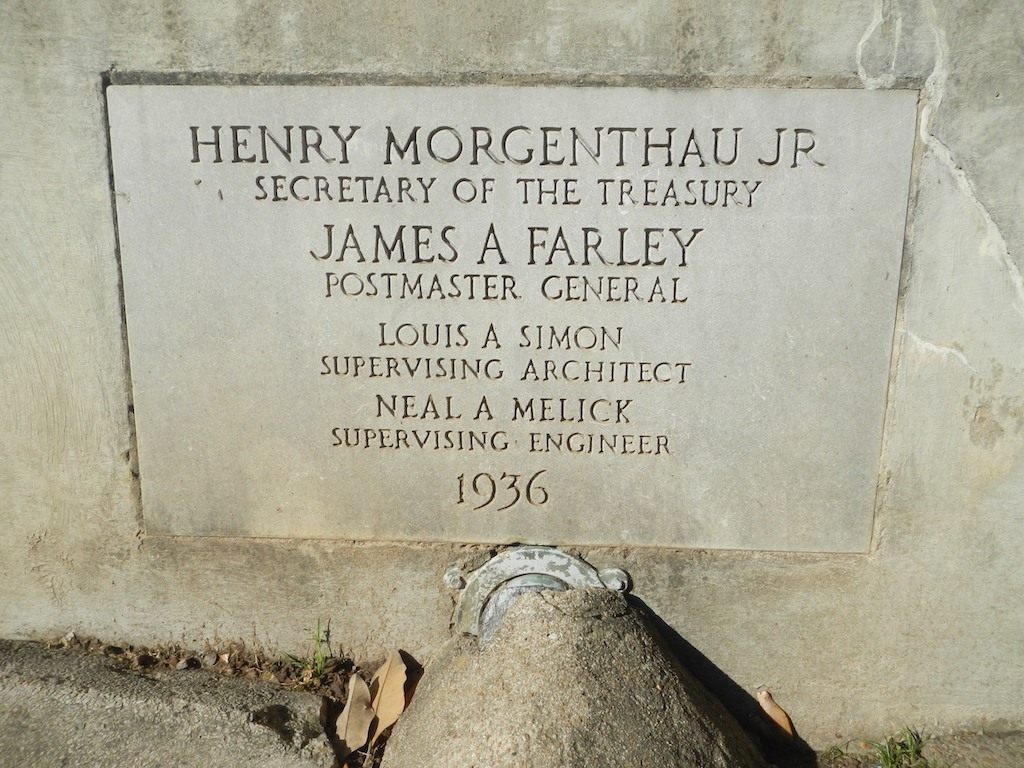 HENRY MORGENTHAU JR
SECRETARY OF THE TREASURY
JAMES A FARLEY
POSTMASTER GENERAL
LOUIS A SIMON
SUPERVISING ARCHITECT
NEAL A MELICK
SUPERVISING ENGINEER
1936